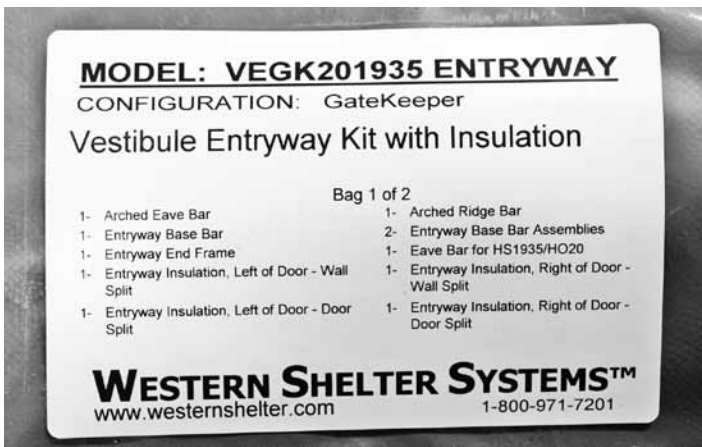 MODEL: VEGK201935 ENTRYWAY
CONFIGURATION: GateKeeper
Vestibule Entryway Kit with Insulation
Bag 1 of 2
1- Arched Eave Bar
1- Entryway Base Bar
1- Entryway End Frame
1- Entryway Insulation, Left of Door - Wall
Split
1- Entryway Insulation, Left of Door - Door
Split
1- Arched Ridge Bar
2- Entryway Base Bar Assemblies
1- Eave Bar for HS1935/HO20
1- Entryway Insulation, Right of Door -
Wall Split
1- Entryway Insulation, Right of Door -
Door Split
WESTERN SHELTER SYSTEMS™
www.westernshelter.com
1-800-971-7201